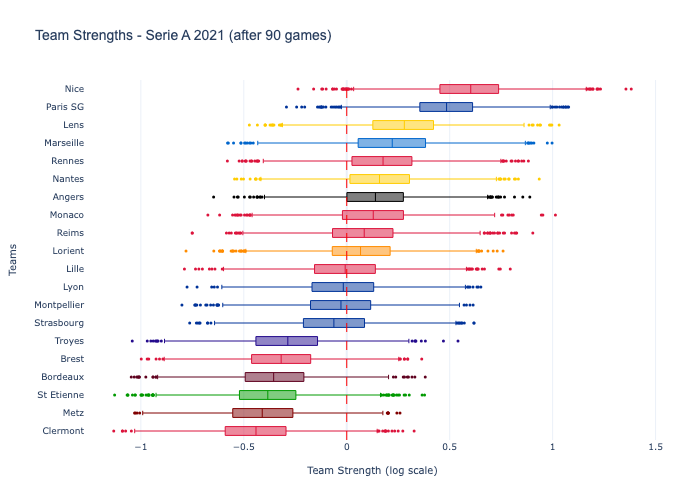 Team Strengths - Serie A 2021 (after 90 games)
Nice
Paris SG
Lens
Marseille
Rennes
Nantes
Angers
Monaco
Reims
Lorient
Lille
Lyon
Montpellier
Strasbourg
Troyes
Brest
Bordeaux
St Etienne
Metz
Clermont
Teams
−1 −0.5 0 0.5 1 1.5
Team Strength (log scale)